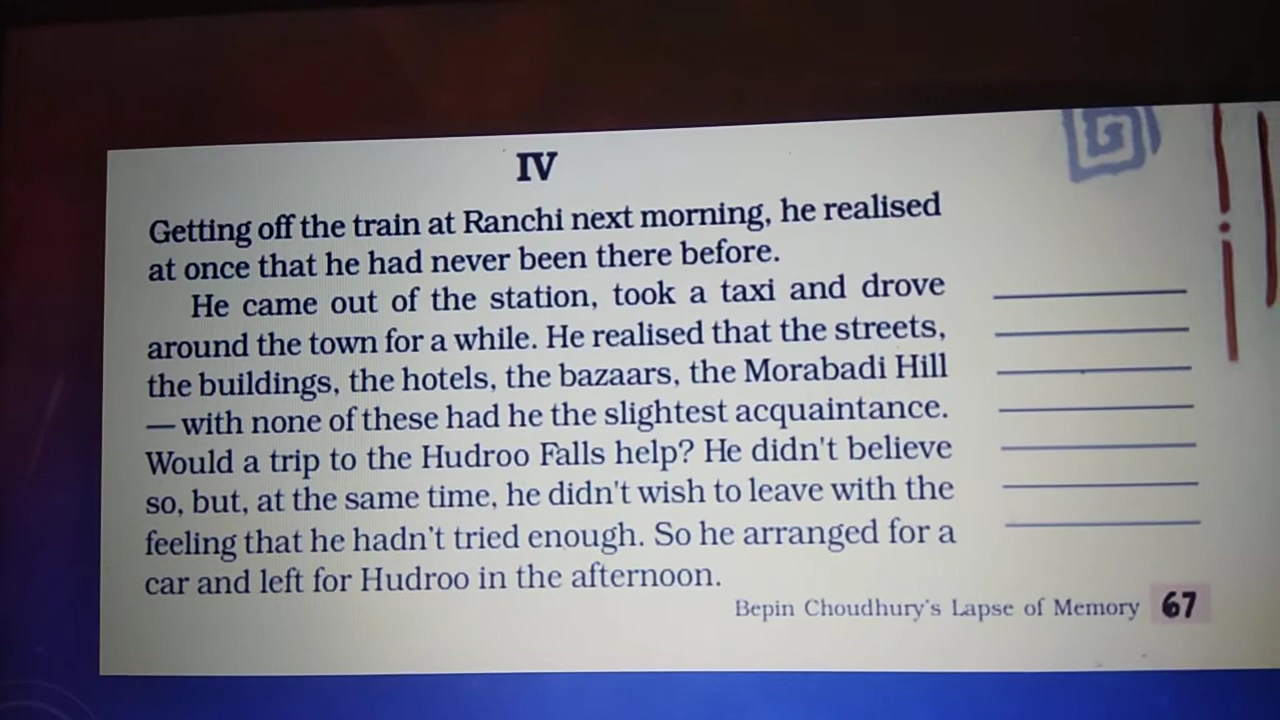 IV
Getting off the train at Ranchi next morning, he realised
at once that he had never been there before.
He came out of the station, took a taxi and drove
around the town for a while. He realised that the streets,
the buildings, the hotels, the bazaars, the Morabadi Hill
— with none of these had he the slightest acquaintance.
Would a trip to the Hudroo Falls help? He didn't believe
so, but, at the same time, he didn't wish to leave with the
feeling that he hadn't tried enough. So he arranged for a
car and left for Hudroo in the afternoon.
Bepin Choudhury's Lapse of Memory 67